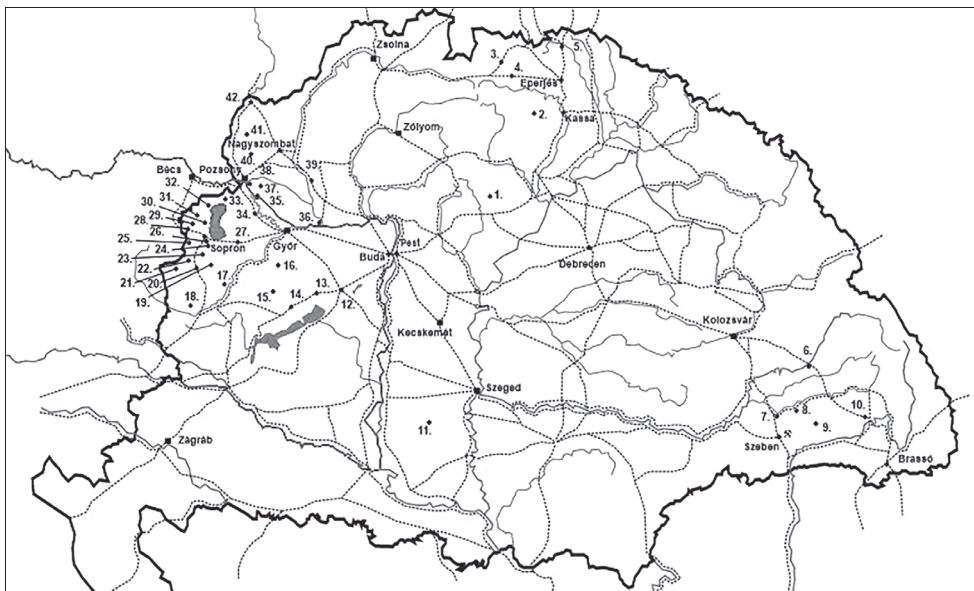 Zsolna
3.
5.
4.
Eperjés
42.
2.
Kassa
41.
Nagyszombat
Zólyom
40.
Bécs
Pozsony
38.
39.
32.
37.
1.
31.
33.
35.
30.
34.
29.
36.
28.
26.
27.
Győr
25.
Sopron
Pest
24.
Buda
23.
Debrecen
22.
16.
21.
17.
20.
15.
14.
13.
19.
12.
18.
Kolozsvár
Kecskemét
6.
Szeged
7.
8.
10.
11.
9.
Zágráb
Szeben
Brassó